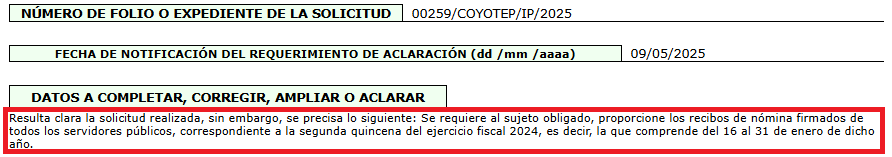 NÚMERO DE FOLIO O EXPEDIENTE DE LA SOLICITUD 00259/COYOTEP/IP/2025
FECHA DE NOTIFICACIÓN DEL REQUERIMIENTO DE ACLARACIÓN (dd /mm /aaaa) 09/05/2025
DATOS A COMPLETAR, CORREGIR, AMPLIAR O ACLARAR
Resulta clara la solicitud realizada, sin embargo, se precisa lo siguiente: Se requiere al sujeto obligado, proporcione los recibos de nómina firmados de
todos los servidores públicos, correspondiente a la segunda quincena del ejercicio fiscal 2024, es decir, la que comprende del 16 al 31 de enero de dicho
año.